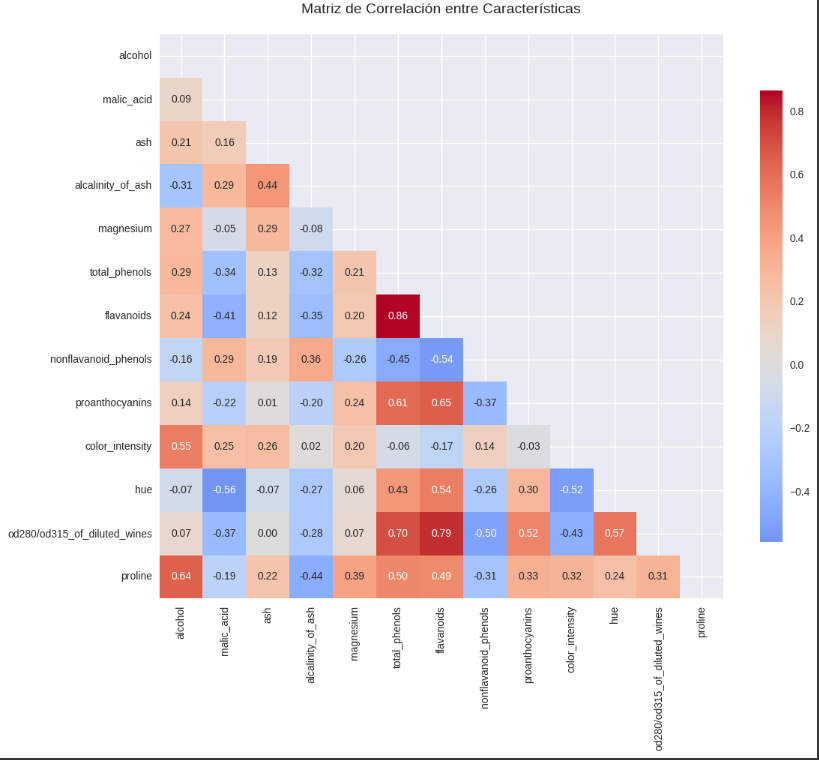 Matriz de Correlación entre Características
alcohol
malic_acid 0.09
ash 0.21 0.16
alcalinity_of_ash -0.31 0.29 0.44
magnesium 0.27 -0.05 0.29 -0.08
total_phenols 0.29 -0.34 0.13 -0.32 0.21
flavanoids 0.24 -0.41 0.12 -0.35 0.20 0.86
nonflavanoid_phenols -0.16 0.29 0.19 0.36 -0.26 -0.45 -0.54
proanthocyanins 0.14 -0.22 0.01 -0.20 0.24 0.61 0.65 -0.37
color_intensity 0.55 0.25 0.26 0.02 0.20 -0.06 -0.17 0.14 -0.03
hue -0.07 -0.56 -0.07 -0.27 0.06 0.43 0.54 -0.26 0.30 -0.52
od280/od315_of_diluted_wines 0.07 -0.37 0.00 -0.28 0.07 0.70 0.79 -0.50 0.52 -0.43 0.57
proline 0.64 -0.19 0.22 -0.44 0.39 0.50 0.49 -0.31 0.33 0.32 0.24 0.31
alcohol
malic_acid
ash
alcalinity_of_ash
magnesium
total_phenols
flavanoids
nonflavanoid_phenols
proanthocyanins
color_intensity
hue
od280/od315_of_diluted_wines
proline
0.8
0.6
0.4
0.2
0.0
−0.2
−0.4